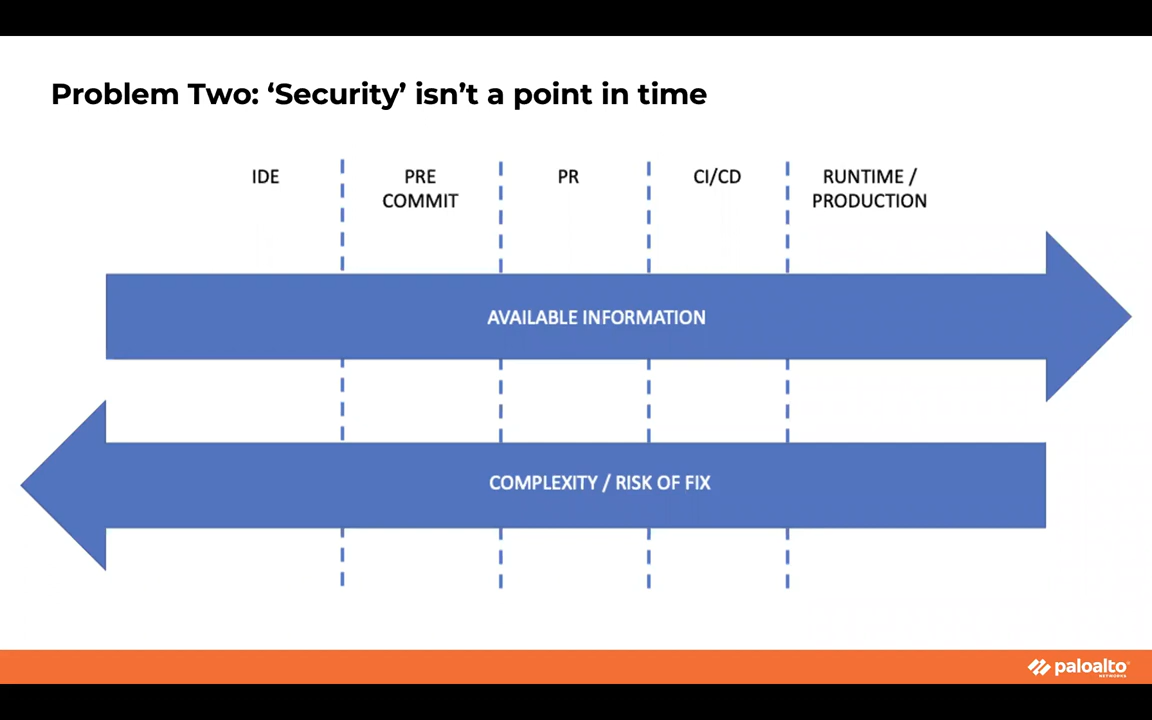 Problem Two: ‘Security’ isn’t a point in time
IDE
PRE
COMMIT
PR
CI/CD
RUNTIME /
PRODUCTION
AVAILABLE INFORMATION
COMPLEXITY / RISK OF FIX
paloalto
NETWORKS